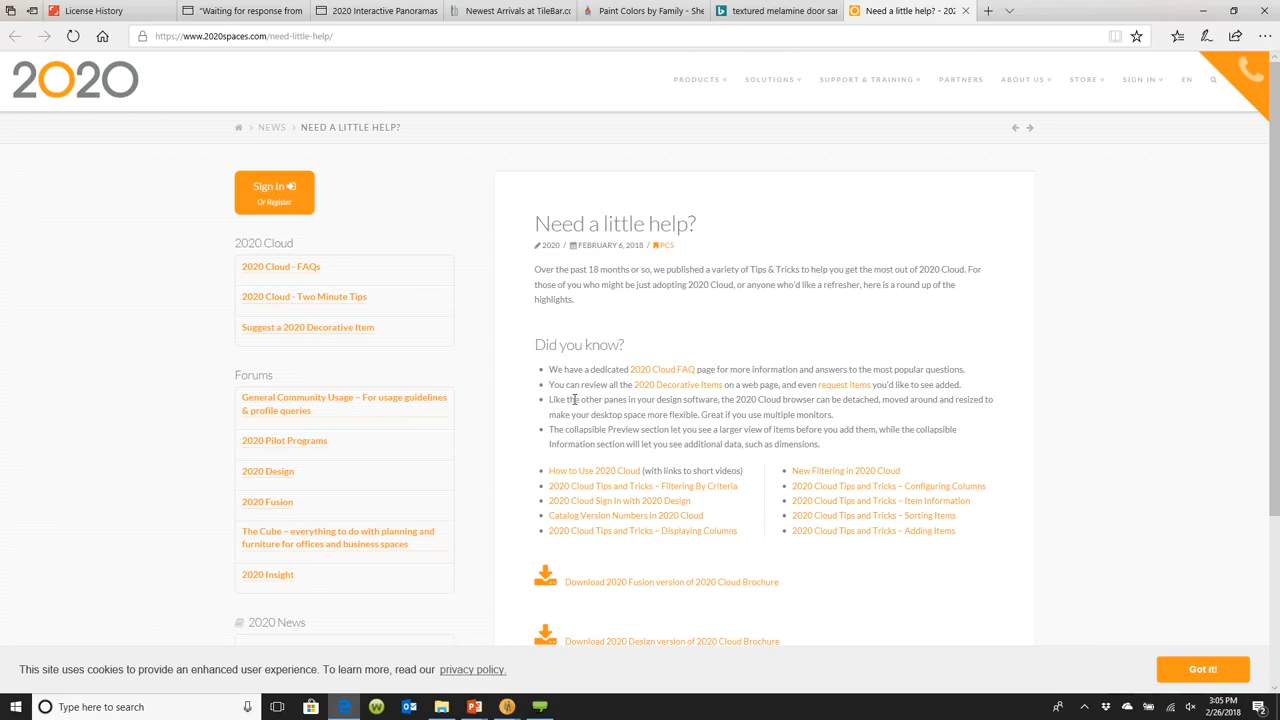 "Waiting Room" in Deutschl
Clean History
Awesome Office Panoramas
New Arrivals at TileBar.
https://www.melissa-doman
Sinks
Need a little help? - 202
https://www.2020spaces.com/need-little-help/
2020
PRODUCTS
SOLUTIONS
SUPPORT & TRAINING
PARTNERS
ABOUT US
STORE
SIGN IN
EN
NEWS
NEED A LITTLE HELP?
Sign In
Or Register
2020 Cloud
2020 Cloud - FAQs
2020 Cloud - Two Minute Tips
Suggest a 2020 Decorative Item
Forums
General Community Usage – For usage guidelines
& profile queries
2020 Pilot Programs
2020 Design
2020 Fusion
The Cube – everything to do with planning and
furniture for offices and business spaces
2020 Insight
2020 News
Need a little help?
2020 / FEBRUARY 6, 2018 / PCS
Over the past 18 months or so, we published a variety of Tips & Tricks to help you get the most out of 2020 Cloud. For
those of you who might be just adopting 2020 Cloud, or anyone who'd like a refresher, here is a round up of the
highlights.
Did you know?
We have a dedicated 2020 Cloud FAQ page for more information and answers to the most popular questions.
You can review all the 2020 Decorative Items on a web page, and even request items you'd like to see added.
Like the other panes in your design software, the 2020 Cloud browser can be detached, moved around and resized to
make your desktop space more flexible. Great if you use multiple monitors.
The collapsible Preview section let you see a larger view of items before you add them, while the collapsible
Information section will let you see additional data, such as dimensions.
How to Use 2020 Cloud (with links to short videos)
2020 Cloud Tips and Tricks – Filtering By Criteria
2020 Cloud Sign In with 2020 Design
Catalog Version Numbers in 2020 Cloud
2020 Cloud Tips and Tricks – Displaying Columns
New Filtering in 2020 Cloud
2020 Cloud Tips and Tricks – Configuring Columns
2020 Cloud Tips and Tricks – Item Information
2020 Cloud Tips and Tricks – Sorting Items
2020 Cloud Tips and Tricks – Adding Items
Download 2020 Fusion version of 2020 Cloud Brochure
Download 2020 Design version of 2020 Cloud Brochure
This site uses cookies to provide an enhanced user experience. To learn more, read our privacy policy.
Got it!
Type here to search
3:05 PM
2/26/2018